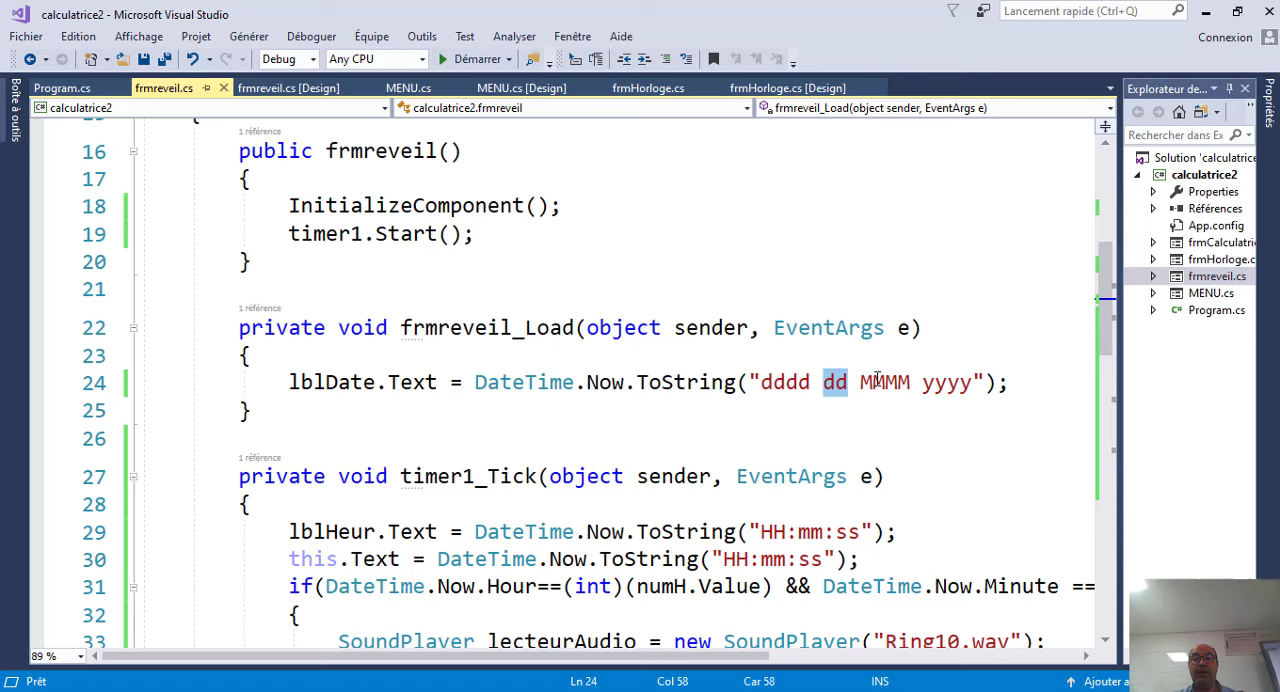 calculatrice2 - Microsoft Visual Studio
Lancement rapide (Ctrl+Q)
Fichier Edition Affichage Projet Générer Déboguer Équipe Outils Test Analyser Fenêtre Aide
Connexion
Debug Any CPU Démarrer
Boîte à outils
Program.cs frmreveil.cs frmreveil.cs [Design] MENU.cs MENU.cs [Design] frmHorloge.cs frmHorloge.cs [Design]
calculatrice2 calculatrice2.frmreveil frmreveil_Load(object sender, EventArgs e)
1 référence
16 public frmreveil()
17 {
18 InitializeComponent();
19 timer1.Start();
20 }
21
1 référence
22 private void frmreveil_Load(object sender, EventArgs e)
23 {
24 lblDate.Text = DateTime.Now.ToString("dddd dd MMMM yyyy");
25 }
26
1 référence
27 private void timer1_Tick(object sender, EventArgs e)
28 {
29 lblHeur.Text = DateTime.Now.ToString("HH:mm:ss");
30 this.Text = DateTime.Now.ToString("HH:mm:ss");
31 if(DateTime.Now.Hour==(int)(numH.Value) && DateTime.Now.Minute ==
32 {
33 SoundPlayer lecteurAudio = new SoundPlayer("Ring10.wav");
89 %
Explorateur de...
Rechercher dans Ex
Solution 'calculatrice
calculatrice2
Properties
Références
App.config
frmCalculatri
frmHorloge.c
frmreveil.cs
MENU.cs
Program.cs
Propriétés
Prêt Ln 24 Col 58 Car 58 INS Ajouter a